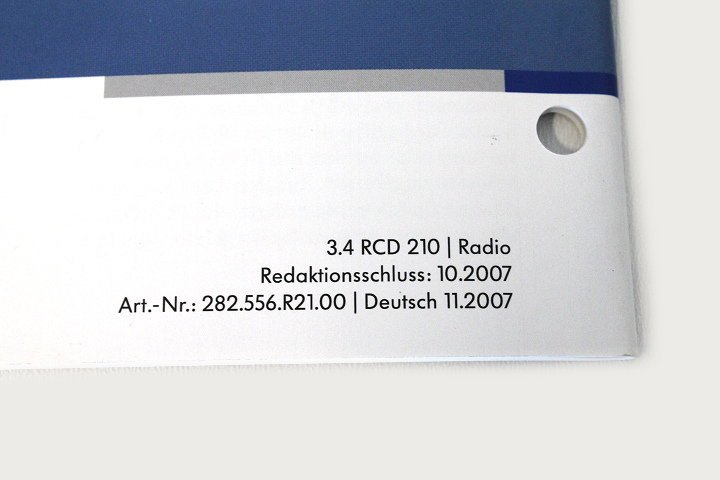 3.4 RCD 210 | Radio
Redaktionsschluss: 10.2007
Art.-Nr.: 282.556.R21.00 | Deutsch 11.2007